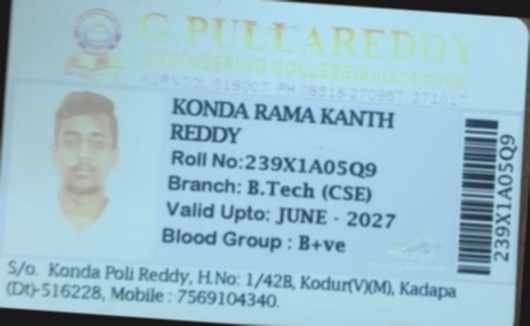 G.PULLAREDDY
ENGINEERING COLLEGE(Autonomous)
KURNOOL-518007. PH.08518-270957, 271017
KONDA RAMA KANTH
REDDY
Roll No:239X1A05Q9
Branch: B.Tech (CSE)
Valid Upto: JUNE - 2027
Blood Group : B+ve
239X1A05Q9
S/o. Konda Poli Reddy, H.No: 1/42B, Kodur(V)(M), Kadapa
(Dt)-516228, Mobile : 7569104340.